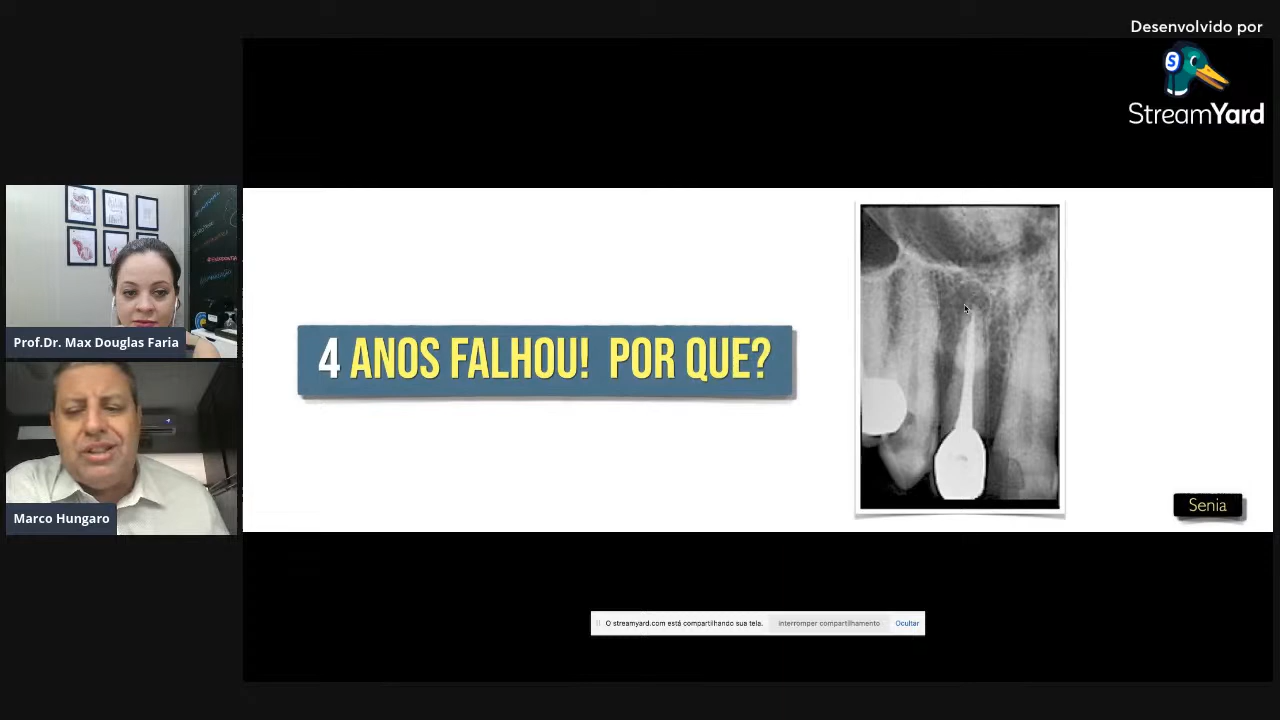 Desenvolvido por
StreamYard
Prof.Dr. Max Douglas Faria
Marco Hungaro
4 ANOS FALHOU! POR QUE?
Senia
O streamyard.com está compartilhando sua tela.
Interromper compartilhamento
Ocultar